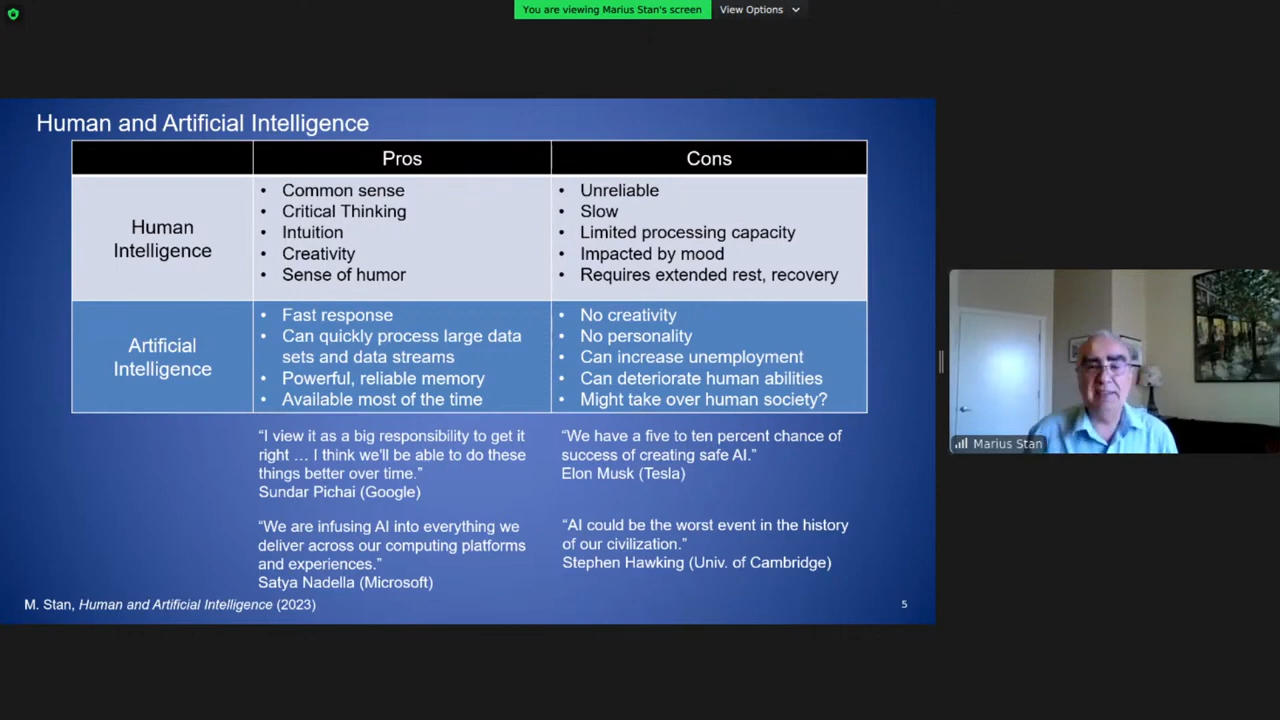 You are viewing Marius Stan's screen
View Options
Human and Artificial Intelligence
Pros
Cons
Human
Intelligence
• Common sense
• Critical Thinking
• Intuition
• Creativity
• Sense of humor
• Unreliable
• Slow
• Limited processing capacity
• Impacted by mood
• Requires extended rest, recovery
Artificial
Intelligence
• Fast response
• Can quickly process large data
sets and data streams
• Powerful, reliable memory
• Available most of the time
• No creativity
• No personality
• Can increase unemployment
• Can deteriorate human abilities
• Might take over human society?
“I view it as a big responsibility to get it
right … I think we'll be able to do these
things better over time.”
Sundar Pichai (Google)
“We are infusing AI into everything we
deliver across our computing platforms
and experiences.”
Satya Nadella (Microsoft)
“We have a five to ten percent chance of
success of creating safe AI.”
Elon Musk (Tesla)
“AI could be the worst event in the history
of our civilization.”
Stephen Hawking (Univ. of Cambridge)
M. Stan, Human and Artificial Intelligence (2023)
5
Marius Stan